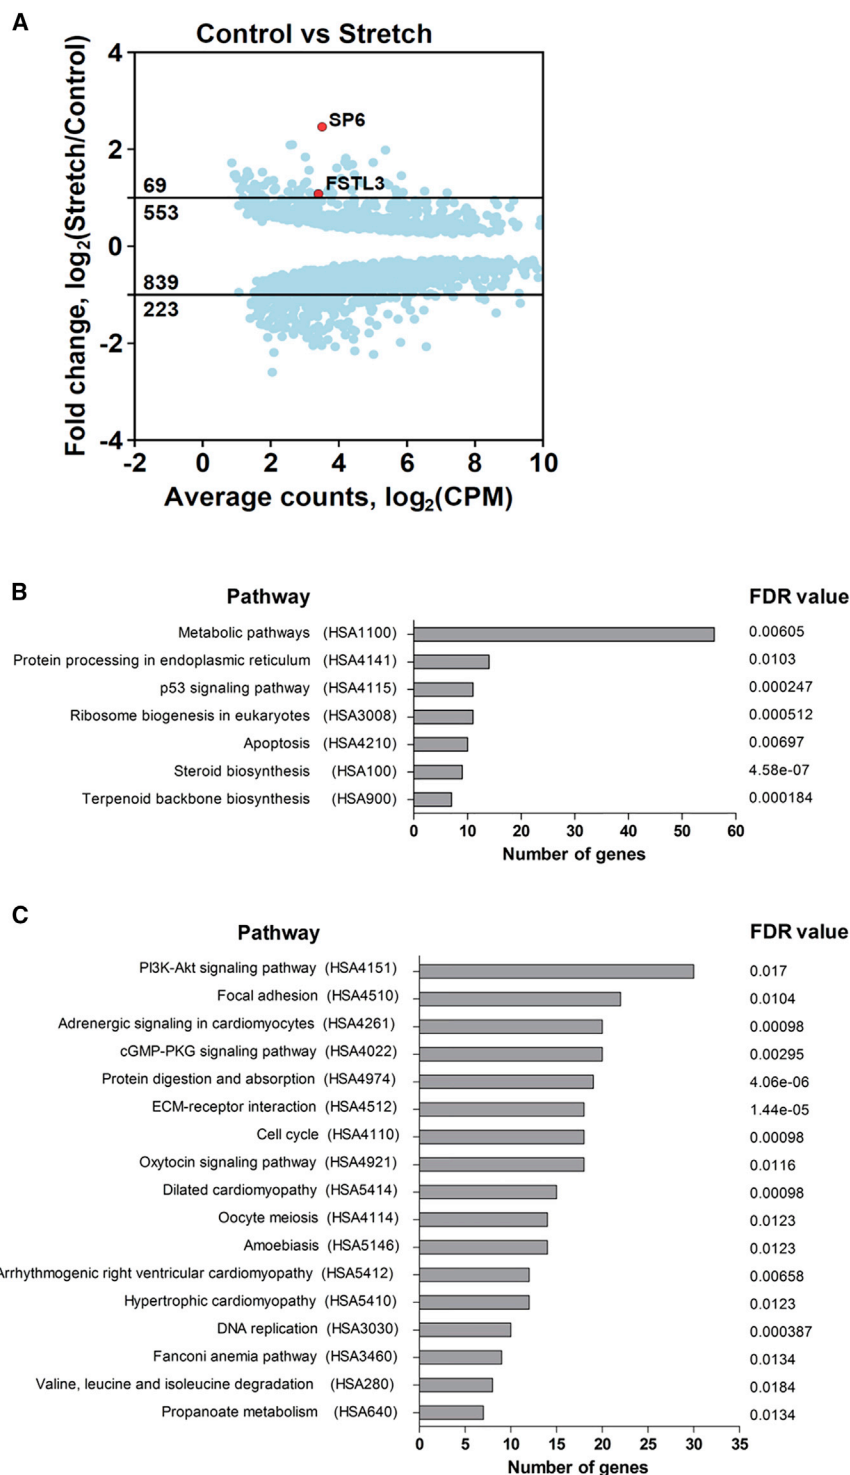 A
Control vs Stretch
Fold change, log2(Stretch/Control)
4
2
0
-2
-4
SP6
FSTL3
69
553
839
223
-2 0 2 4 6 8 10
Average counts, log2(CPM)
B
Pathway FDR value
Metabolic pathways (HSA1100) 0.00605
Protein processing in endoplasmic reticulum (HSA4141) 0.0103
p53 signaling pathway (HSA4115) 0.000247
Ribosome biogenesis in eukaryotes (HSA3008) 0.000512
Apoptosis (HSA4210) 0.00697
Steroid biosynthesis (HSA100) 4.58e-07
Terpenoid backbone biosynthesis (HSA900) 0.000184
0 10 20 30 40 50 60
Number of genes
C
Pathway FDR value
PI3K-Akt signaling pathway (HSA4151) 0.017
Focal adhesion (HSA4510) 0.0104
Adrenergic signaling in cardiomyocytes (HSA4261) 0.00098
cGMP-PKG signaling pathway (HSA4022) 0.00295
Protein digestion and absorption (HSA4974) 4.06e-06
ECM-receptor interaction (HSA4512) 1.44e-05
Cell cycle (HSA4110) 0.00098
Oxytocin signaling pathway (HSA4921) 0.0116
Dilated cardiomyopathy (HSA5414) 0.00098
Oocyte meiosis (HSA4114) 0.0123
Amoebiasis (HSA5146) 0.0123
Arrhythmogenic right ventricular cardiomyopathy (HSA5412) 0.00658
Hypertrophic cardiomyopathy (HSA5410) 0.0123
DNA replication (HSA3030) 0.000387
Fanconi anemia pathway (HSA3460) 0.0134
Valine, leucine and isoleucine degradation (HSA280) 0.0184
Propanoate metabolism (HSA640) 0.0134
0 5 10 15 20 25 30 35
Number of genes